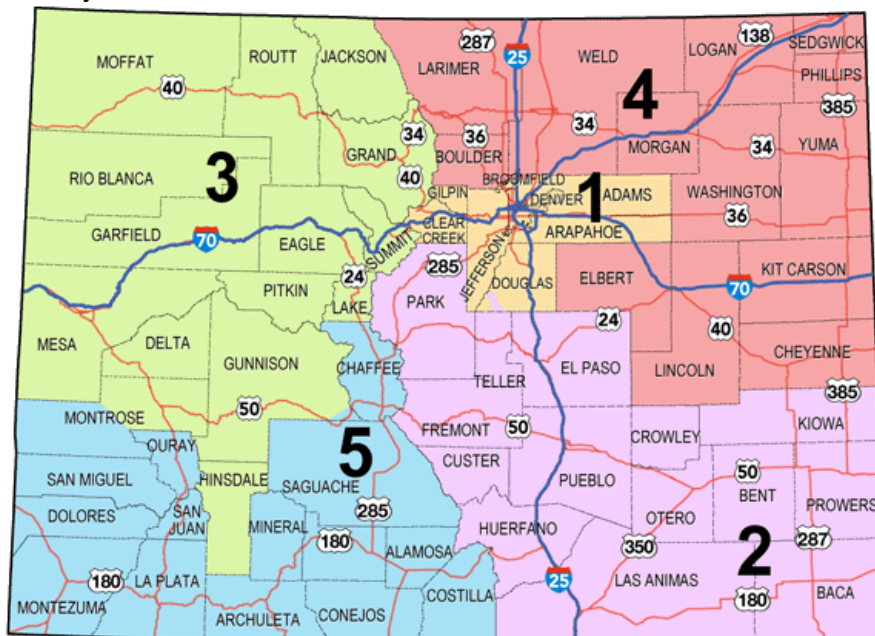 MOFFAT
ROUTT
JACKSON
287
LARIMER
25
WELD
LOGAN
138
SEDGWICK
PHILLIPS
385
40
4
34
GRAND
34
36
BOULDER
34
MORGAN
34
YUMA
RIO BLANCA
3
40
GILPIN
BROOMFIELD
DENVER
1
ADAMS
WASHINGTON
36
GARFIELD
70
EAGLE
SUMMIT
CLEAR
CREEK
JEFFERSON
ARAPAHOE
285
24
PITKIN
LAKE
PARK
DOUGLAS
ELBERT
70
KIT CARSON
MESA
DELTA
GUNNISON
CHAFFEE
TELLER
24
EL PASO
40
LINCOLN
CHEYENNE
385
MONTROSE
50
OURAY
FREMONT
50
CROWLEY
KIOWA
SAN MIGUEL
HINSDALE
5
SAGUACHE
CUSTER
PUEBLO
50
BENT
PROWERS
DOLORES
SAN
JUAN
MINERAL
285
180
ALAMOSA
HUERFANO
OTERO
350
2
287
180
LA PLATA
MONTEZUMA
ARCHULETA
CONEJOS
COSTILLA
25
LAS ANIMAS
180
BACA